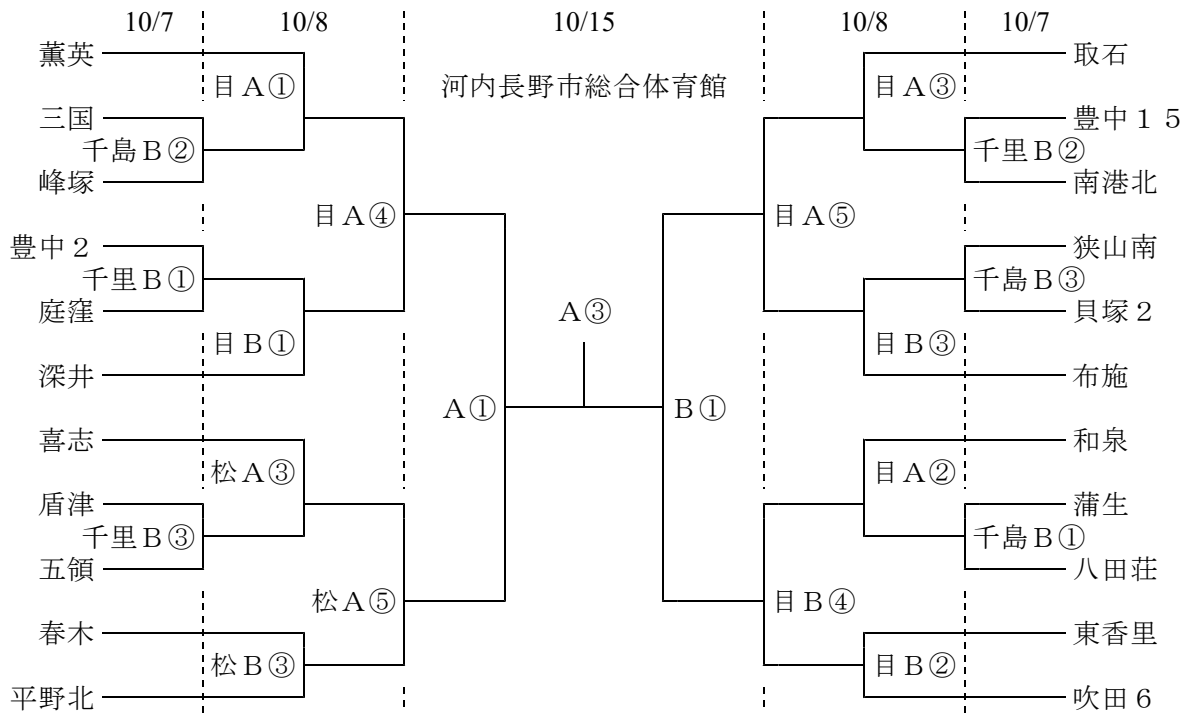 10/7 10/8 10/15 10/8 10/7
薫英 取石
目A① 河内長野市総合体育館 目A③
三国 豊中１５
千島B② 千里B②
峰塚 南港北
目A④ 目A⑤
豊中２ 狭山南
千里B① 千島B③
庭窪 A③ 貝塚２
目B① 目B③
深井 布施
A① B①
喜志 和泉
松A③ 目A②
盾津 蒲生
千里B③ 千島B①
五領 八田荘
松A⑤ 目B④
春木 東香里
松B③ 目B②
平野北 吹田６